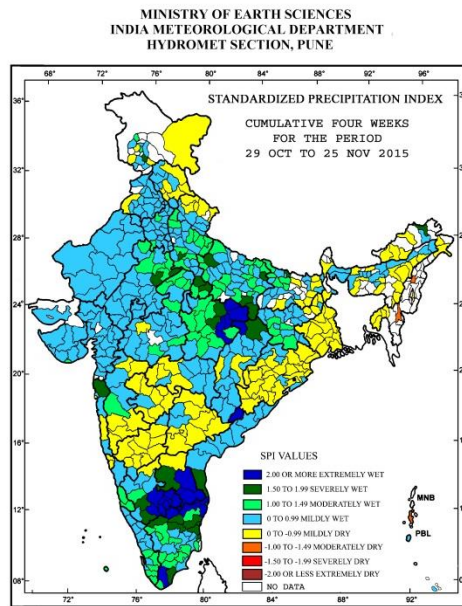 MINISTRY OF EARTH SCIENCES
INDIA METEOROLOGICAL DEPARTMENT
HYDROMET SECTION, PUNE
68° 72° 76° 80° 84° 88° 92° 96°
36°
STANDARDIZED PRECIPITATION INDEX
CUMULATIVE FOUR WEEKS
FOR THE PERIOD
29 OCT TO 25 NOV 2015
32°
28°
24°
20°
16°
12°
08°
SPI VALUES
2.00 OR MORE EXTREMELY WET
1.50 TO 1.99 SEVERELY WET
1.00 TO 1.49 MODERATELY WET
0 TO 0.99 MILDLY WET
0 TO -0.99 MILDLY DRY
-1.00 TO -1.49 MODERATELY DRY
-1.50 TO -1.99 SEVERELY DRY
-2.00 OR LESS EXTREMELY DRY
NO DATA
MNB
PBL
72° 76° 80° 84° 88° 92°